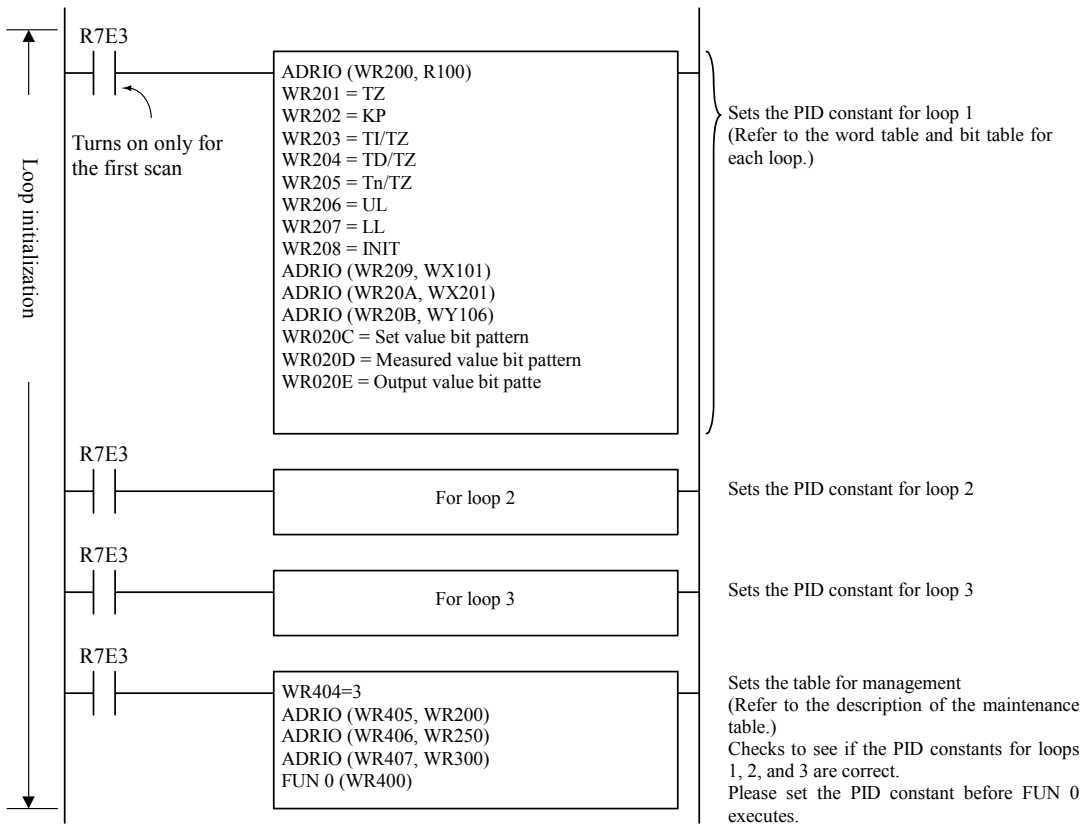 R7E3
ADRIO (WR200, R100)
WR201 = TZ
WR202 = KP
WR203 = TI/TZ
WR204 = TD/TZ
WR205 = Tn/TZ
WR206 = UL
WR207 = LL
WR208 = INIT
ADRIO (WR209, WX101)
ADRIO (WR20A, WX201)
ADRIO (WR20B, WY106)
WR020C = Set value bit pattern
WR020D = Measured value bit pattern
WR020E = Output value bit patte
Turns on only for
the first scan
Sets the PID constant for loop 1
(Refer to the word table and bit table for
each loop.)
Loop initialization
R7E3
For loop 2
Sets the PID constant for loop 2
R7E3
For loop 3
Sets the PID constant for loop 3
R7E3
WR404=3
ADRIO (WR405, WR200)
ADRIO (WR406, WR250)
ADRIO (WR407, WR300)
FUN 0 (WR400)
Sets the table for management
(Refer to the description of the maintenance
table.)
Checks to see if the PID constants for loops
1, 2, and 3 are correct.
Please set the PID constant before FUN 0
executes.